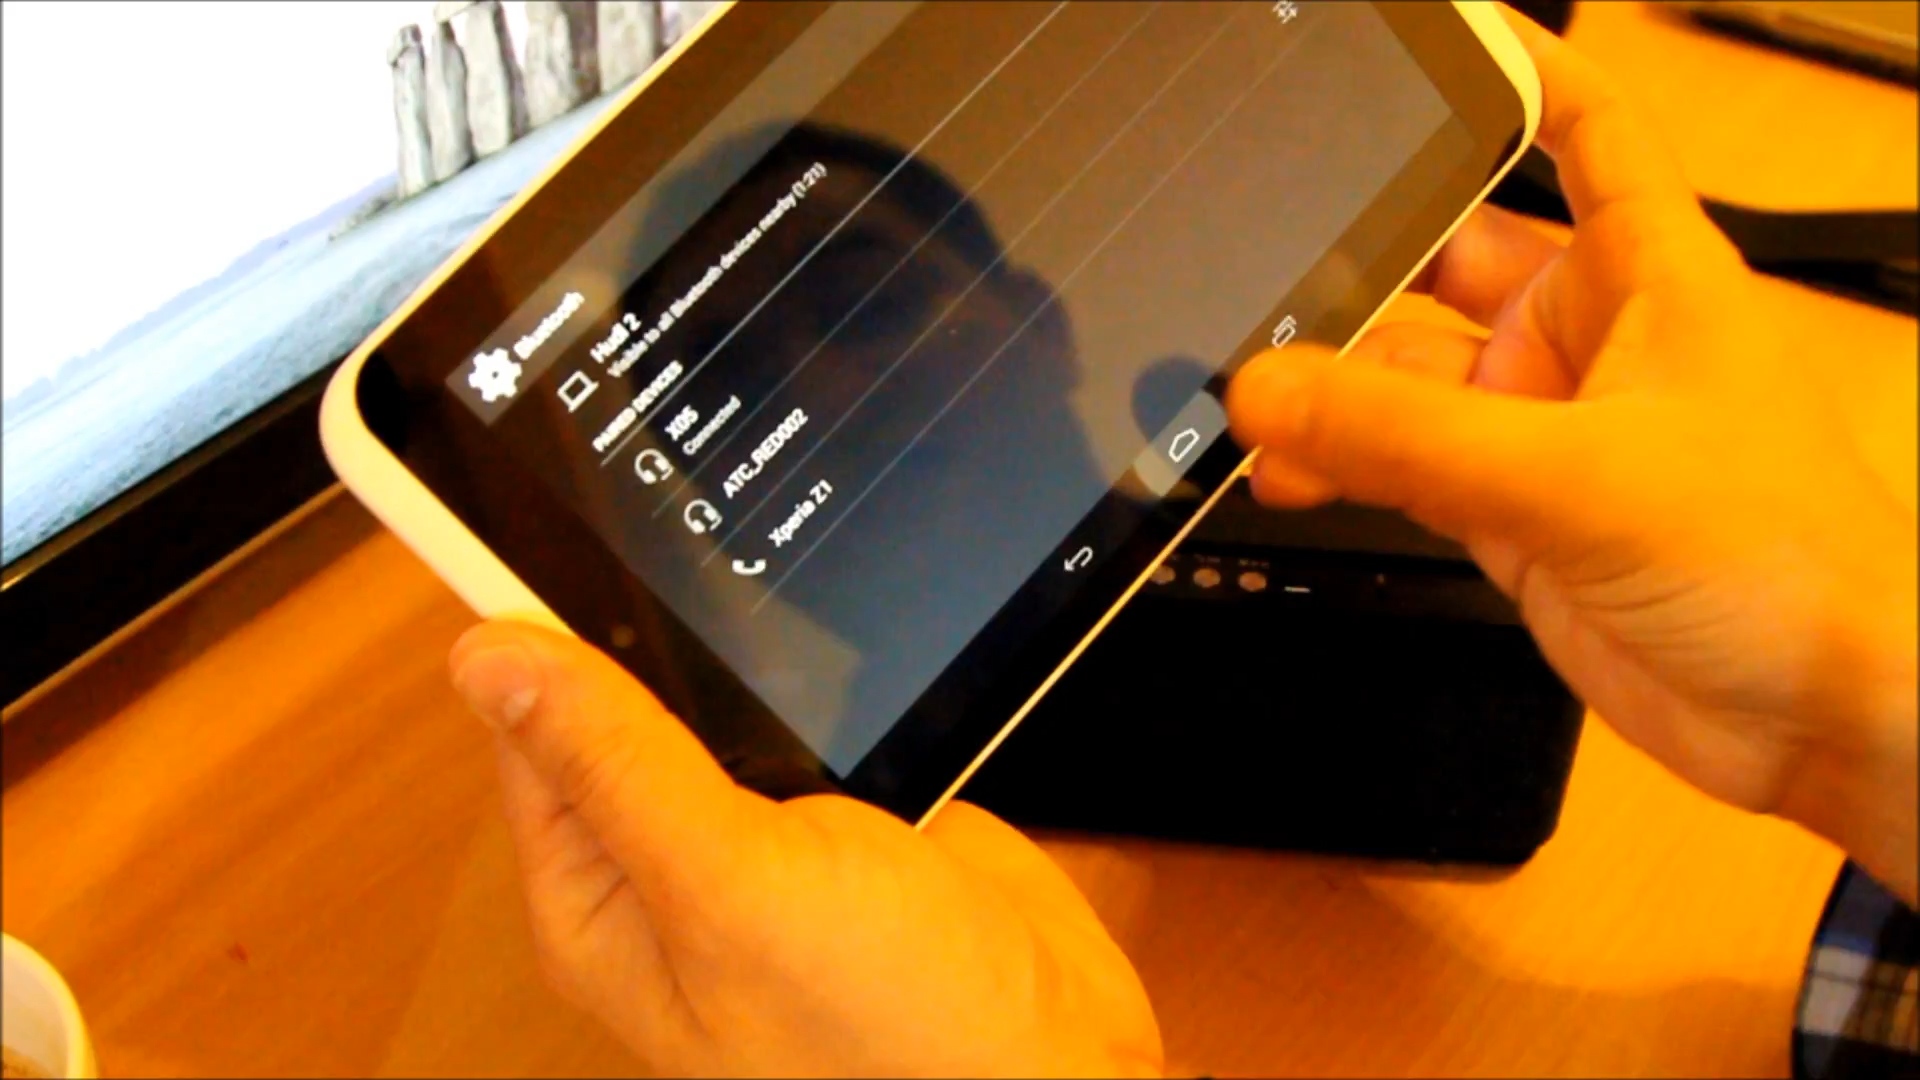 Bluetooth
Hudl 2
Visible to all Bluetooth devices nearby (1:21)
PAIRED DEVICES
X05
Connected
ATC_RED002
Xperia Z1